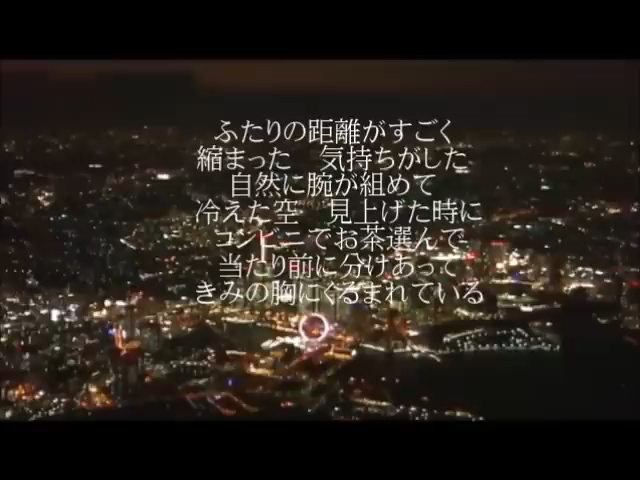 ふたりの距離がすごく
縮まった　気持ちがした
自然に腕が組めて
冷えた空　見上げた時に
コンビニでお茶選んで
当たり前に分けあって
きみの胸にくるまれている